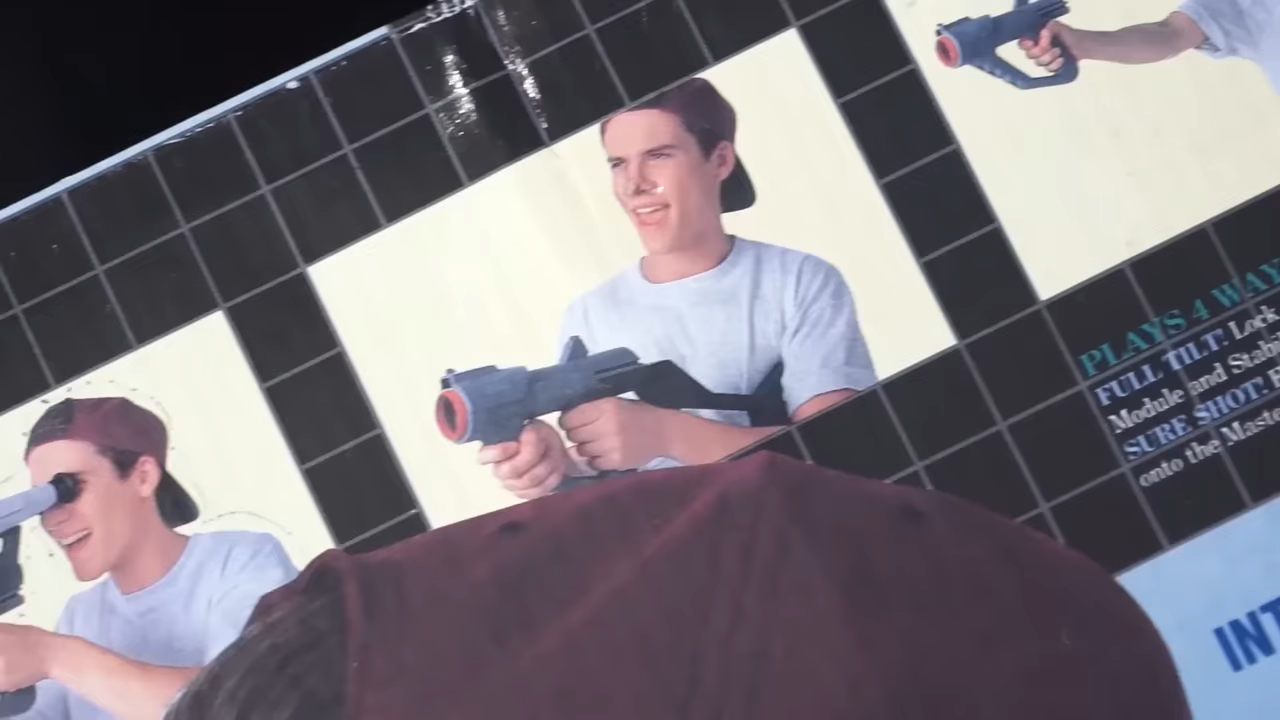 PLAYS 4 WAY
FULL TILT! Lock
Module and Stabi
SURE SHOT!
onto the Maste
INT